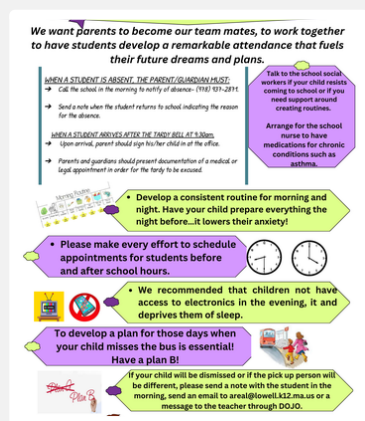 We want parents to become our team mates, to work together
to have students develop a remarkable attendance that fuels
their future dreams and plans.
WHEN A STUDENT IS ABSENT, THE PARENT/GUARDIAN MUST:
→ Call the school in the morning to notify of absence- (978) 937-2871.
→ Send a note when the student returns to school indicating the reason
for the absence.
WHEN A STUDENT ARRIVES AFTER THE TARDY BELL AT 9:30am,
→ Upon arrival, parent should sign his/her child in at the office.
→ Parents and guardians should present documentation of a medical or
legal appointment in order for the tardy to be excused.
Talk to the school social
workers if your child resists
coming to school or if you
need support around
creating routines.
Arrange for the school
nurse to have
medications for chronic
conditions such as
asthma.
Morning Routine
• Develop a consistent routine for morning and
night. Have your child prepare everything the
night before...it lowers their anxiety!
• Please make every effort to schedule
appointments for students before
and after school hours.
• We recommended that children not have
access to electronics in the evening, it and
deprives them of sleep.
To develop a plan for those days when
your child misses the bus is essential!
Have a plan B!
Plan A
Plan B
If your child will be dismissed or if the pick up person will
be different, please send a note with the student in the
morning, send an email to areal@lowell.k12.ma.us or a
message to the teacher through DOJO.